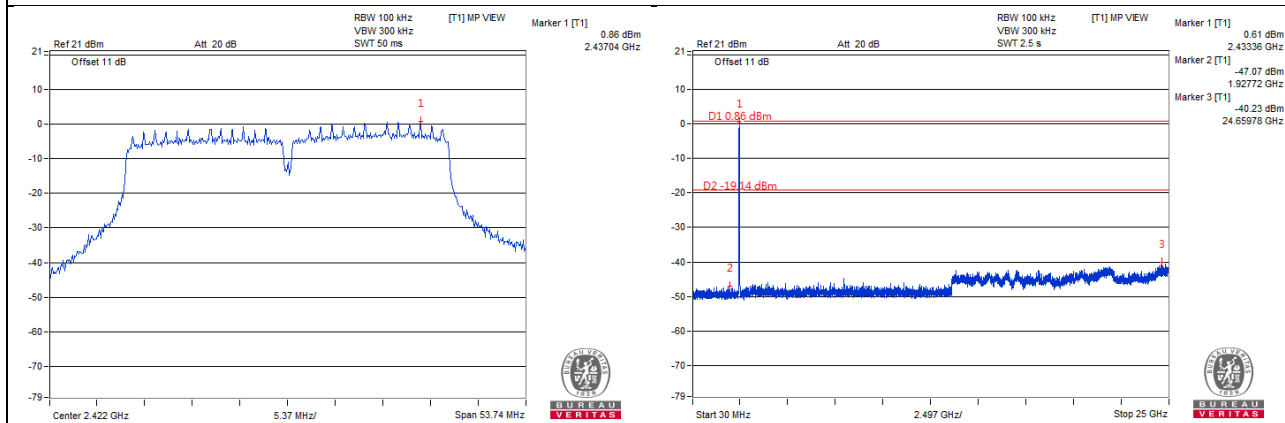 RBW 100 kHz
VBW 300 kHz
SWT 50 ms
[T1] MP VIEW
Marker 1 [T1]
0.86 dBm
2.43704 GHz
Ref 21 dBm
Att 20 dB
Offset 11 dB
21
10
0
-10
-20
-30
-40
-50
-60
-70
-79
1
Center 2.422 GHz
5.37 MHz/
Span 53.74 MHz
BUREAU VERITAS
1828
BUREAU
VERITAS
RBW 100 kHz
VBW 300 kHz
SWT 2.5 s
[T1] MP VIEW
Marker 1 [T1]
0.61 dBm
2.43336 GHz
Marker 2 [T1]
-47.07 dBm
1.92772 GHz
Marker 3 [T1]
-40.23 dBm
24.65978 GHz
Ref 21 dBm
Att 20 dB
Offset 11 dB
21
10
0
-10
-20
-30
-40
-50
-60
-70
-79
1
D1 0.86 dBm
D2 -19.14 dBm
2
3
Start 30 MHz
2.497 GHz/
Stop 25 GHz
BUREAU VERITAS
1828
BUREAU
VERITAS